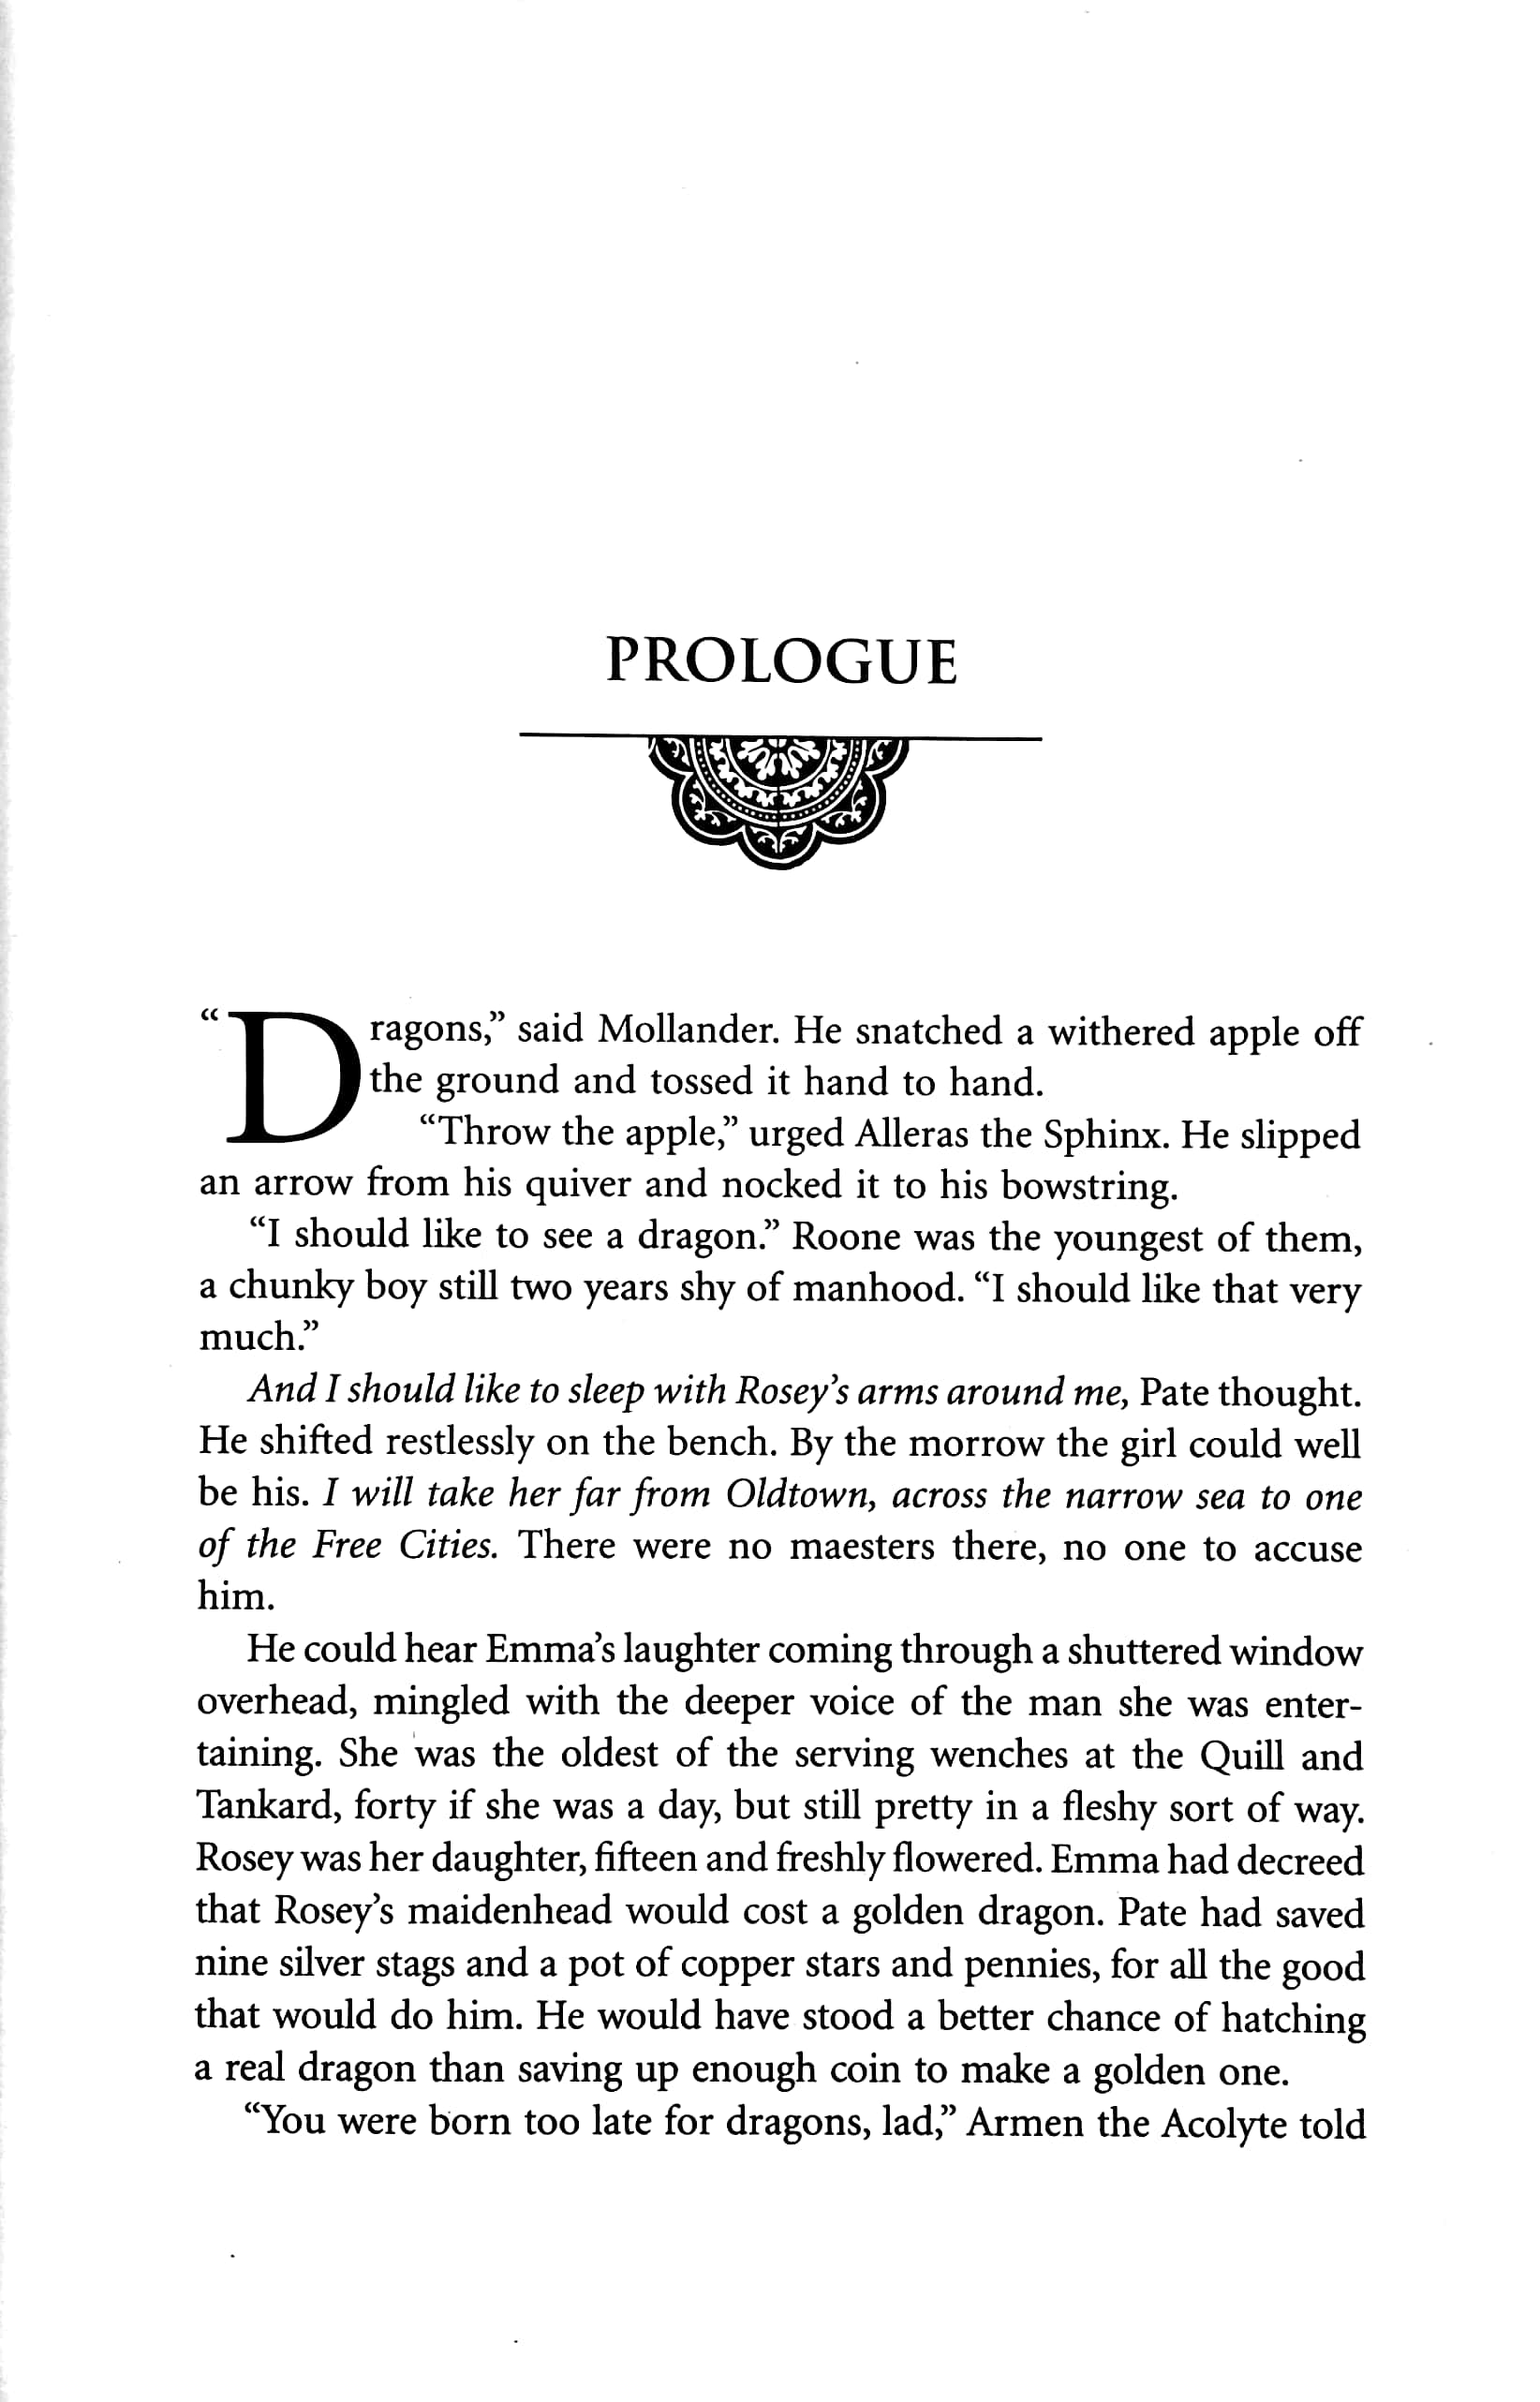 PROLOGUE
“Dragons,” said Mollander. He snatched a withered apple off
the ground and tossed it hand to hand.
“Throw the apple,” urged Alleras the Sphinx. He slipped
an arrow from his quiver and nocked it to his bowstring.
“I should like to see a dragon.” Roone was the youngest of them,
a chunky boy still two years shy of manhood. “I should like that very
much.”
And I should like to sleep with Rosey’s arms around me, Pate thought.
He shifted restlessly on the bench. By the morrow the girl could well
be his. I will take her far from Oldtown, across the narrow sea to one
of the Free Cities. There were no maesters there, no one to accuse
him.
He could hear Emma’s laughter coming through a shuttered window
overhead, mingled with the deeper voice of the man she was enter-
taining. She was the oldest of the serving wenches at the Quill and
Tankard, forty if she was a day, but still pretty in a fleshy sort of way.
Rosey was her daughter, fifteen and freshly flowered. Emma had decreed
that Rosey’s maidenhead would cost a golden dragon. Pate had saved
nine silver stags and a pot of copper stars and pennies, for all the good
that would do him. He would have stood a better chance of hatching
a real dragon than saving up enough coin to make a golden one.
“You were born too late for dragons, lad,” Armen the Acolyte told